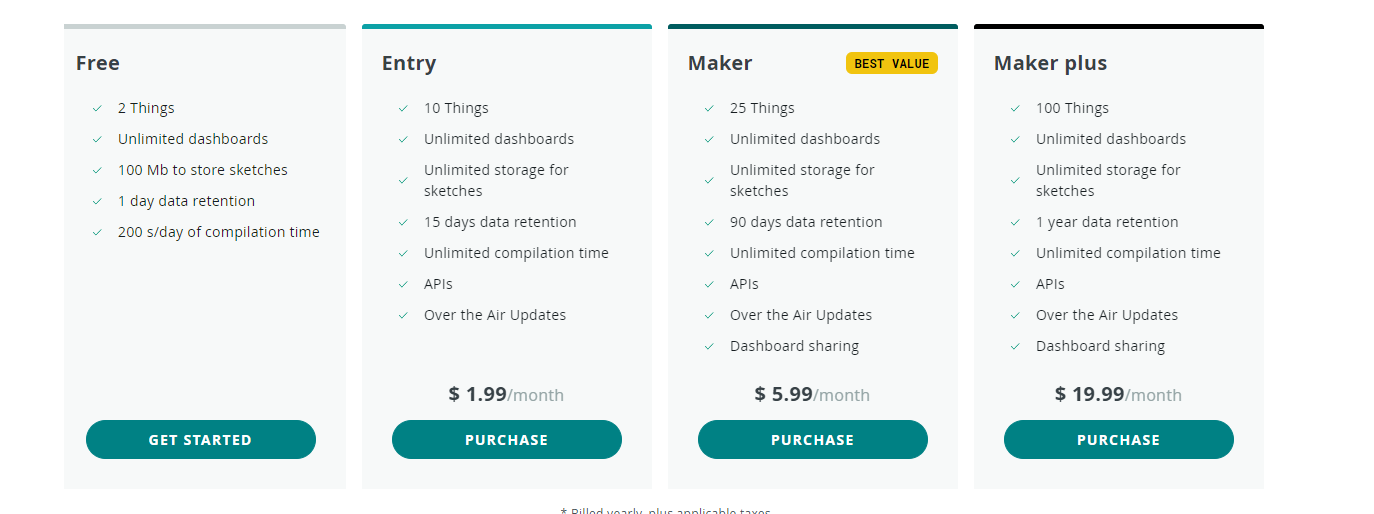 Free
2 Things
Unlimited dashboards
100 Mb to store sketches
1 day data retention
200 s/day of compilation time
GET STARTED
Entry
10 Things
Unlimited dashboards
Unlimited storage for
sketches
15 days data retention
Unlimited compilation time
APIs
Over the Air Updates
$ 1.99/month
PURCHASE
Maker
BEST VALUE
25 Things
Unlimited dashboards
Unlimited storage for
sketches
90 days data retention
Unlimited compilation time
APIs
Over the Air Updates
Dashboard sharing
$ 5.99/month
PURCHASE
Maker plus
100 Things
Unlimited dashboards
Unlimited storage for
sketches
1 year data retention
Unlimited compilation time
APIs
Over the Air Updates
Dashboard sharing
$ 19.99/month
PURCHASE
* Billed yearly, plus applicable taxes